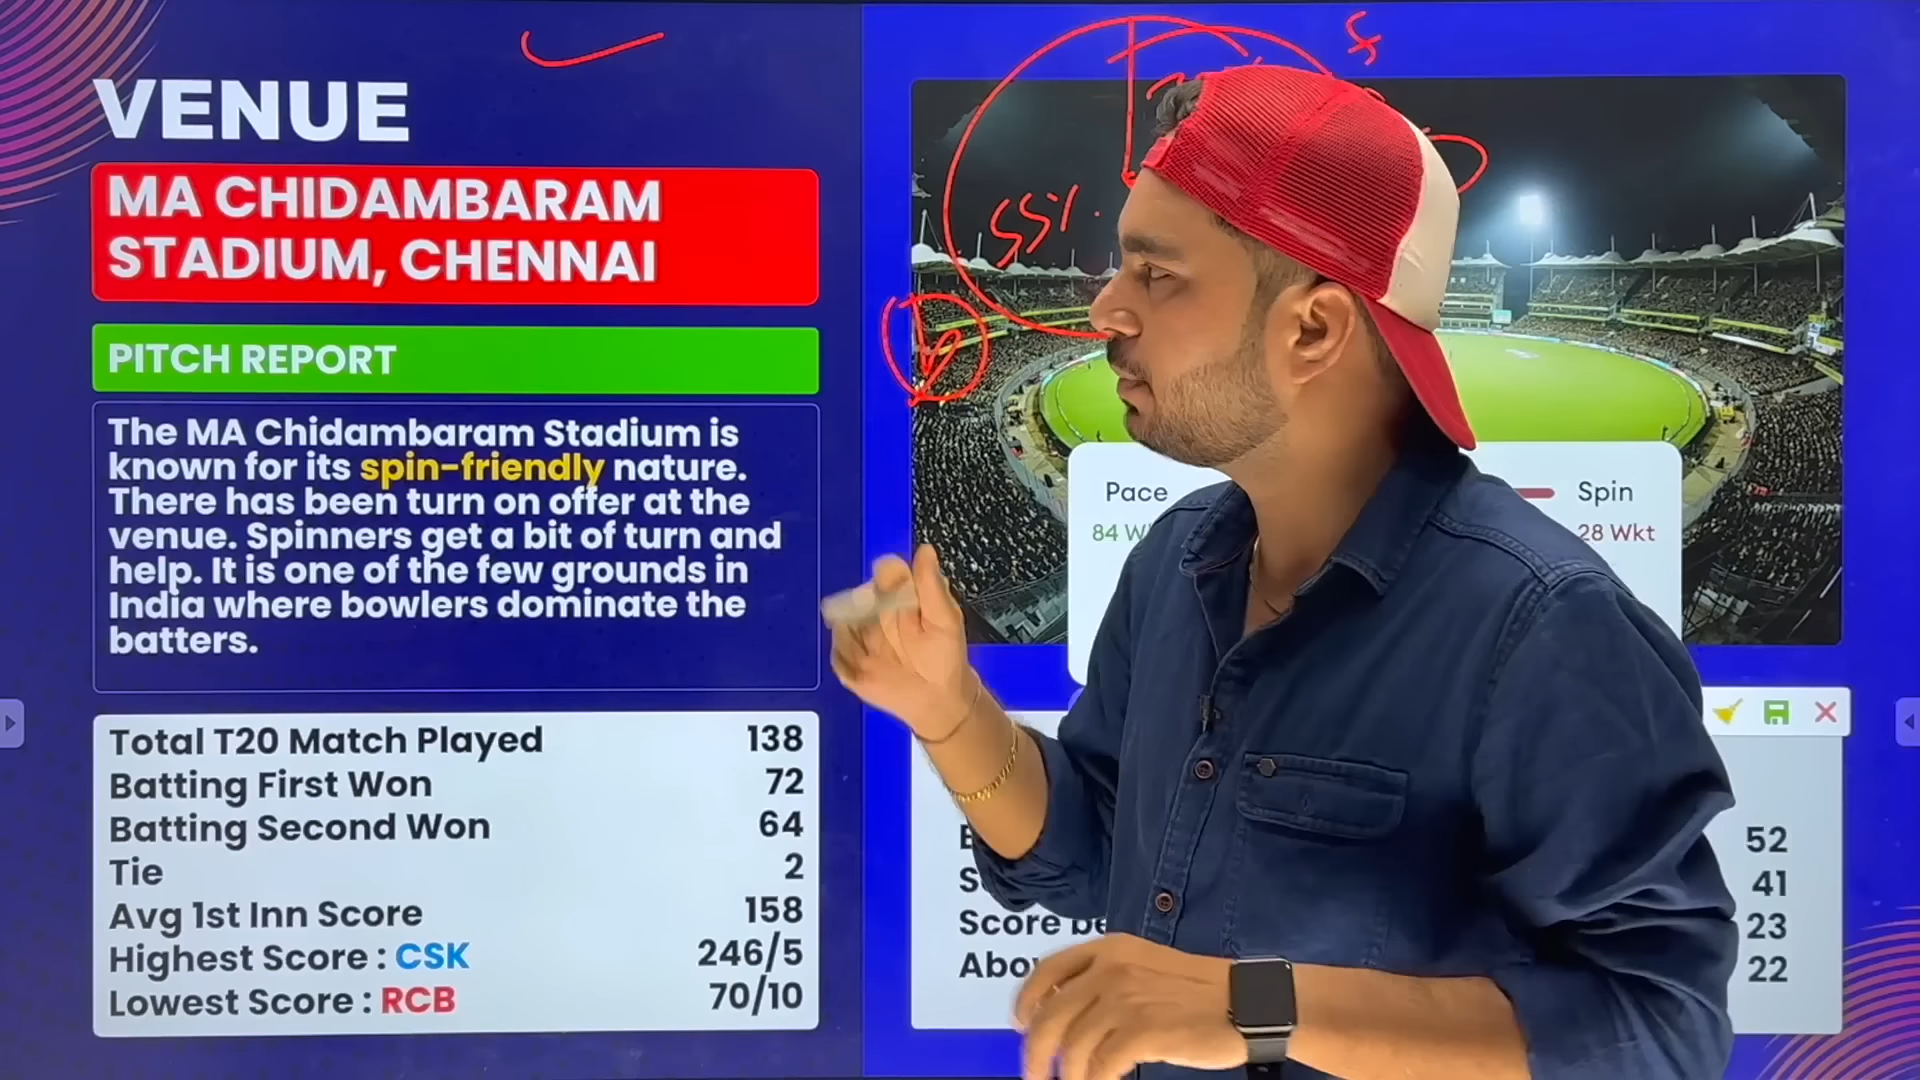 VENUE
MA CHIDAMBARAM
STADIUM, CHENNAI
PITCH REPORT
The MA Chidambaram Stadium is
known for its spin-friendly nature.
There has been turn on offer at the
venue. Spinners get a bit of turn and
help. It is one of the few grounds in
India where bowlers dominate the
batters.
Total T20 Match Played 138
Batting First Won 72
Batting Second Won 64
Tie 2
Avg 1st Inn Score 158
Highest Score : CSK 246/5
Lowest Score : RCB 70/10
55%.
Pace
84
Spin
28 Wkt
52
41
Score 23
22